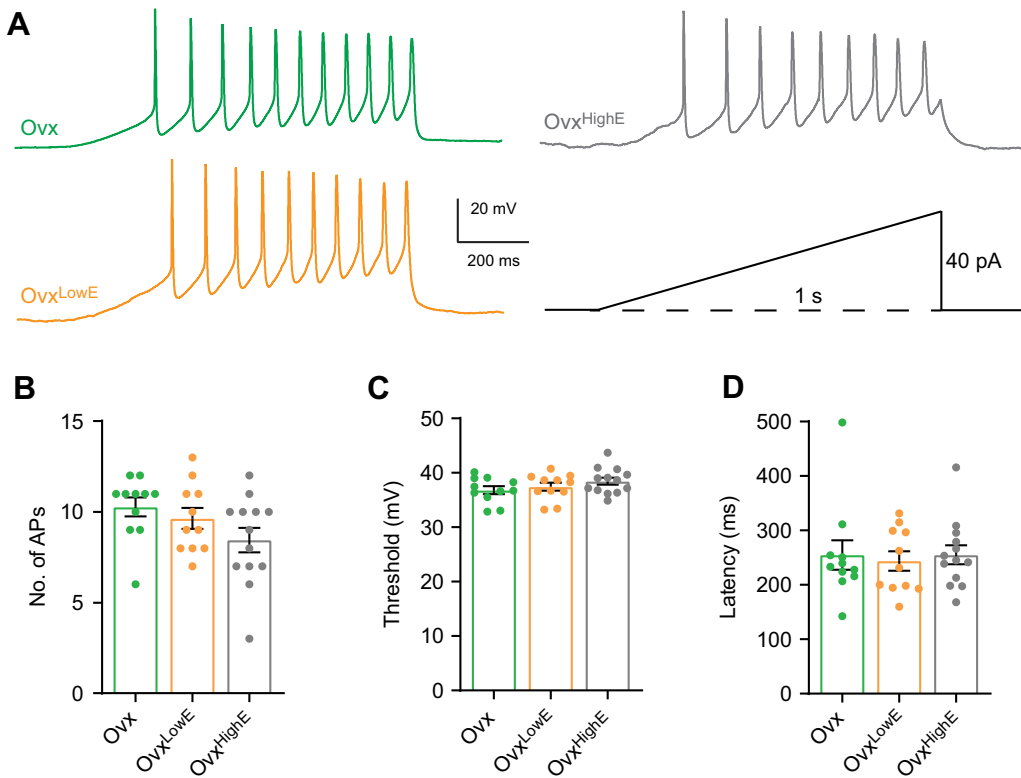 A
Ovx
Ovx^HighE
Ovx^LowE
20 mV
200 ms
40 pA
1 s
B
No. of APs
15
10
5
0
Ovx
Ovx^LowE
Ovx^HighE
C
Threshold (mV)
50
40
30
20
10
0
Ovx
Ovx^LowE
Ovx^HighE
D
Latency (ms)
500
400
300
200
100
0
Ovx
Ovx^LowE
Ovx^HighE